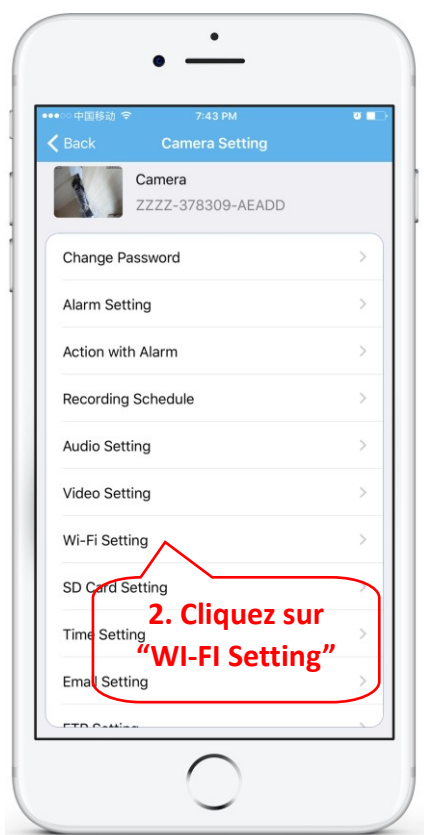 中国移动 7:43 PM
Back Camera Setting
Camera
ZZZZ-378309-AEADD
Change Password
Alarm Setting
Action with Alarm
Recording Schedule
Audio Setting
Video Setting
Wi-Fi Setting
SD Card Setting
2. Cliquez sur
Time Setting
“WI-FI Setting”
Email Setting
FTP Setting